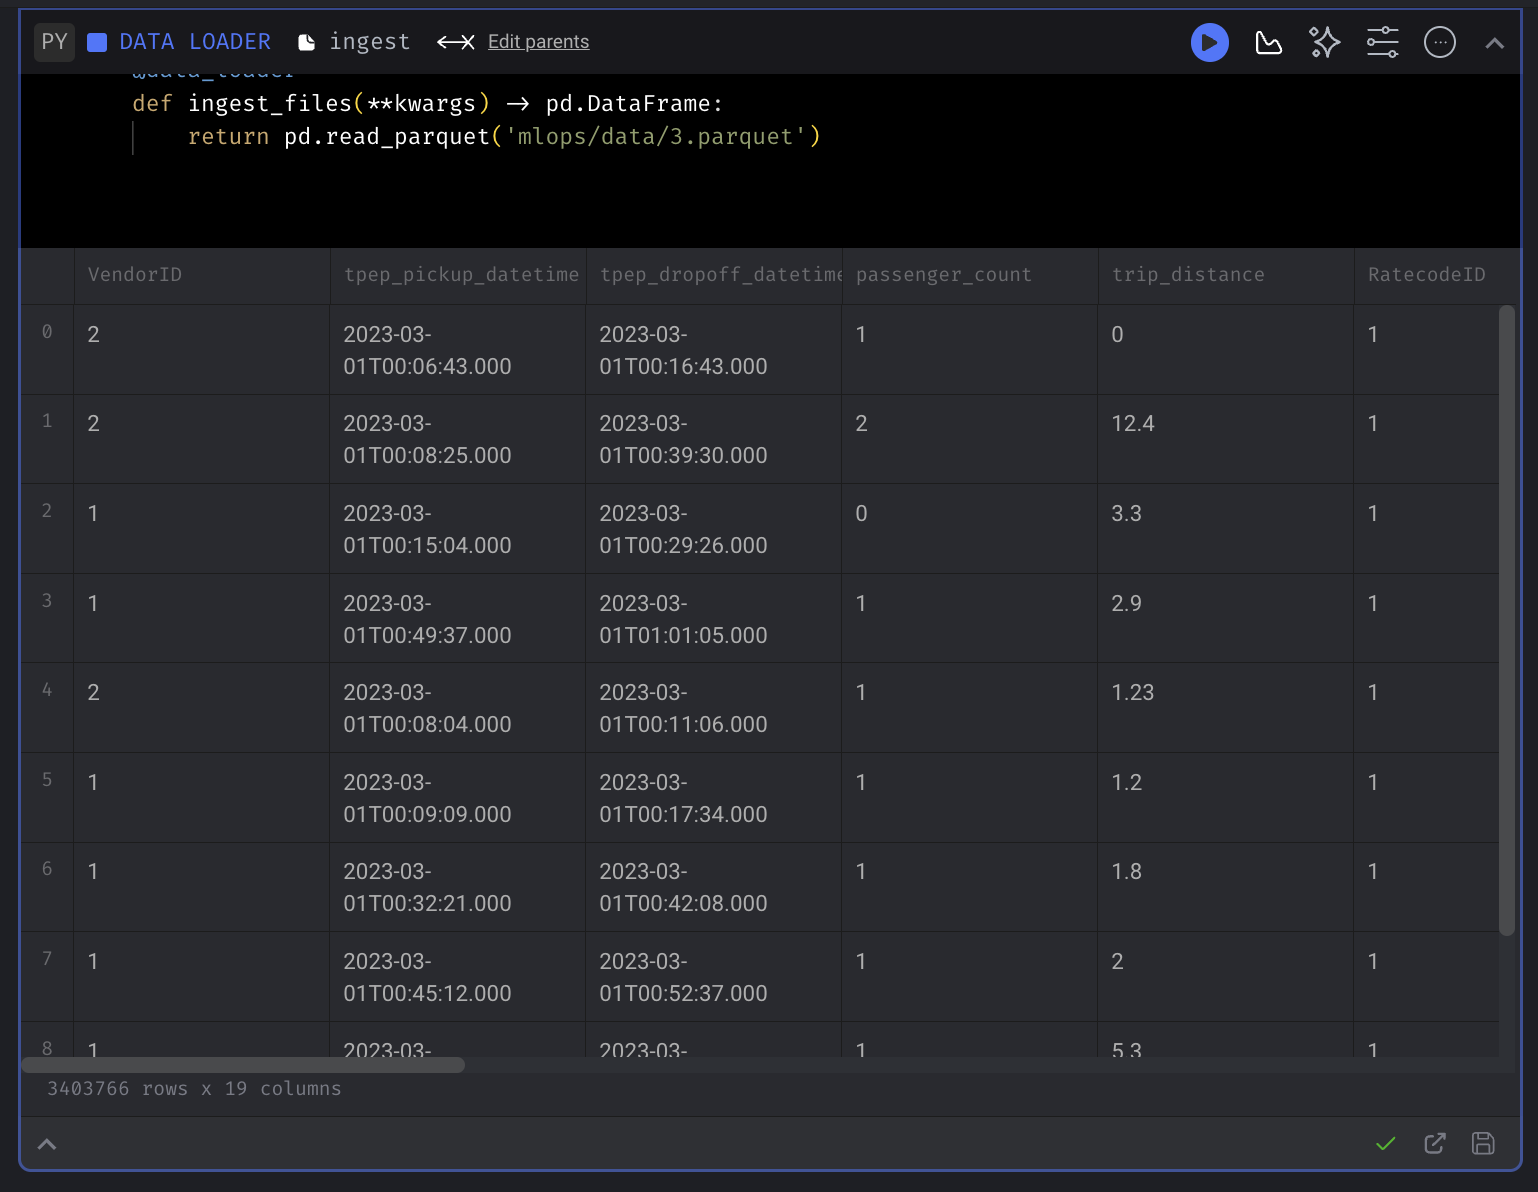 PY DATA LOADER ingest Edit parents
@data_loader
def ingest_files(**kwargs) -> pd.DataFrame:
return pd.read_parquet('mlops/data/3.parquet')
VendorID tpep_pickup_datetime tpep_dropoff_datetime passenger_count trip_distance RatecodeID
0 2 2023-03- 2023-03- 1 0 1
01T00:06:43.000 01T00:16:43.000
1 2 2023-03- 2023-03- 2 12.4 1
01T00:08:25.000 01T00:39:30.000
2 1 2023-03- 2023-03- 0 3.3 1
01T00:15:04.000 01T00:29:26.000
3 1 2023-03- 2023-03- 1 2.9 1
01T00:49:37.000 01T01:01:05.000
4 2 2023-03- 2023-03- 1 1.23 1
01T00:08:04.000 01T00:11:06.000
5 1 2023-03- 2023-03- 1 1.2 1
01T00:09:09.000 01T00:17:34.000
6 1 2023-03- 2023-03- 1 1.8 1
01T00:32:21.000 01T00:42:08.000
7 1 2023-03- 2023-03- 1 2 1
01T00:45:12.000 01T00:52:37.000
8 1 2023-03- 2023-03- 1 5.3 1
3403766 rows x 19 columns